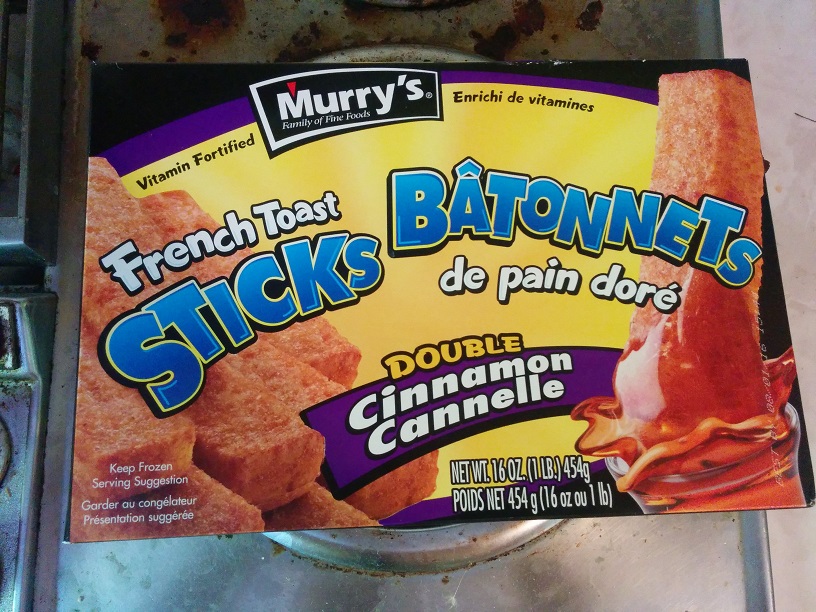 Murry's®
Family of Fine Foods
Vitamin Fortified
Enrichi de vitamines
French Toast
STICKS
BÂTONNETS
de pain doré
DOUBLE
Cinnamon
Cannelle
Keep Frozen
Serving Suggestion
Garder au congélateur
Présentation suggérée
NET WT. 16 OZ. (1 LB.) 454g
POIDS NET 454 g (16 oz ou 1 lb)